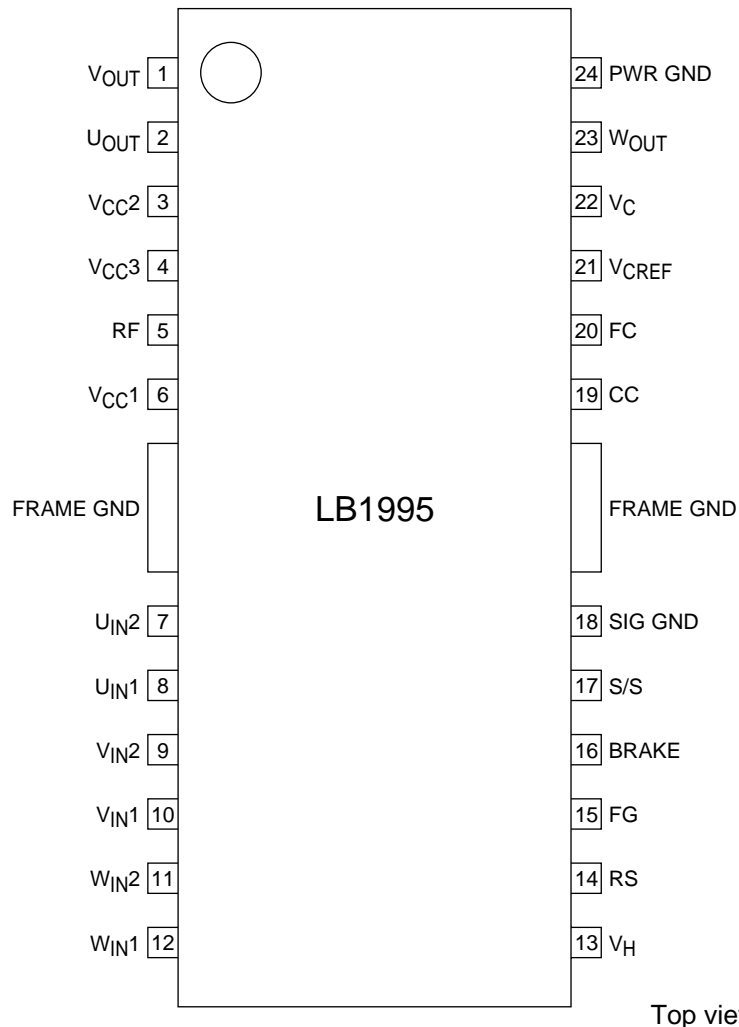 VOUT 1
UOUT 2
VCC2 3
VCC3 4
RF 5
VCC1 6
FRAME GND
UIN2 7
UIN1 8
VIN2 9
VIN1 10
WIN2 11
WIN1 12
LB1995
24 PWR GND
23 WOUT
22 VC
21 VCREF
20 FC
19 CC
FRAME GND
18 SIG GND
17 S/S
16 BRAKE
15 FG
14 RS
13 VH
Top vie